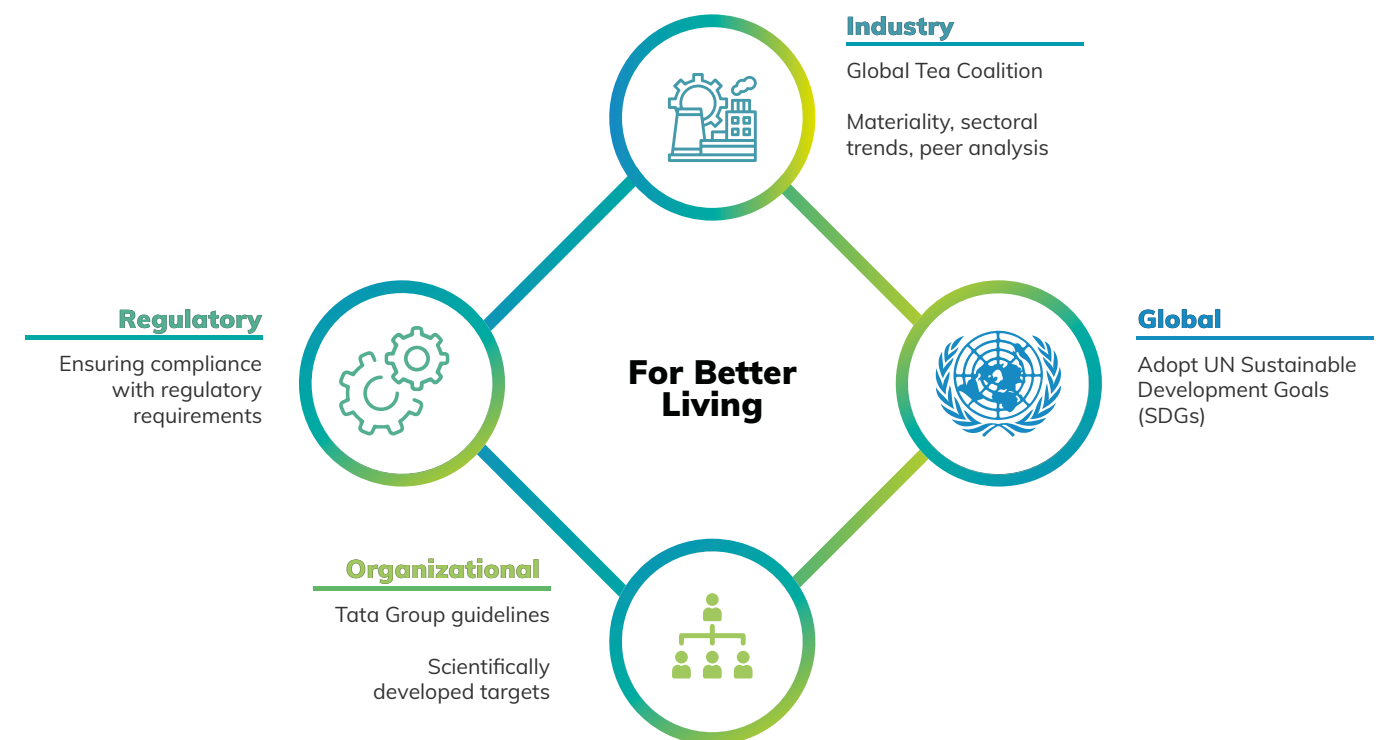 Industry
Global Tea Coalition
Materiality, sectoral
trends, peer analysis
Regulatory
Ensuring compliance
with regulatory
requirements
For Better
Living
Global
Adopt UN Sustainable
Development Goals
(SDGs)
Organizational
Tata Group guidelines
Scientifically
developed targets